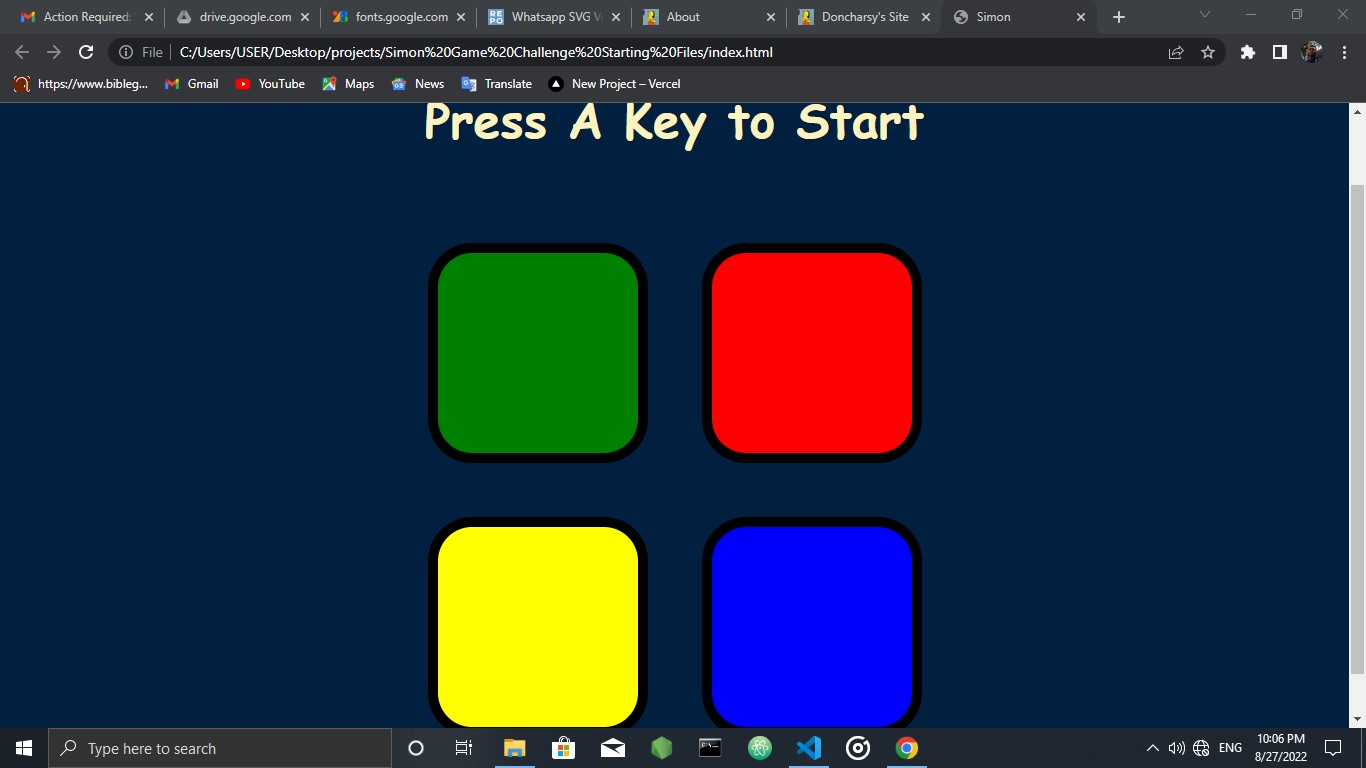 Action Required:
drive.google.com
fonts.google.com
Whatsapp SVG V
About
Doncharsy's Site
Simon
File
C:/Users/USER/Desktop/projects/Simon%20Game%20Challenge%20Starting%20Files/index.html
https://www.bibleg...
Gmail
YouTube
Maps
News
Translate
New Project – Vercel
Press A Key to Start
Type here to search
ENG
10:06 PM
8/27/2022